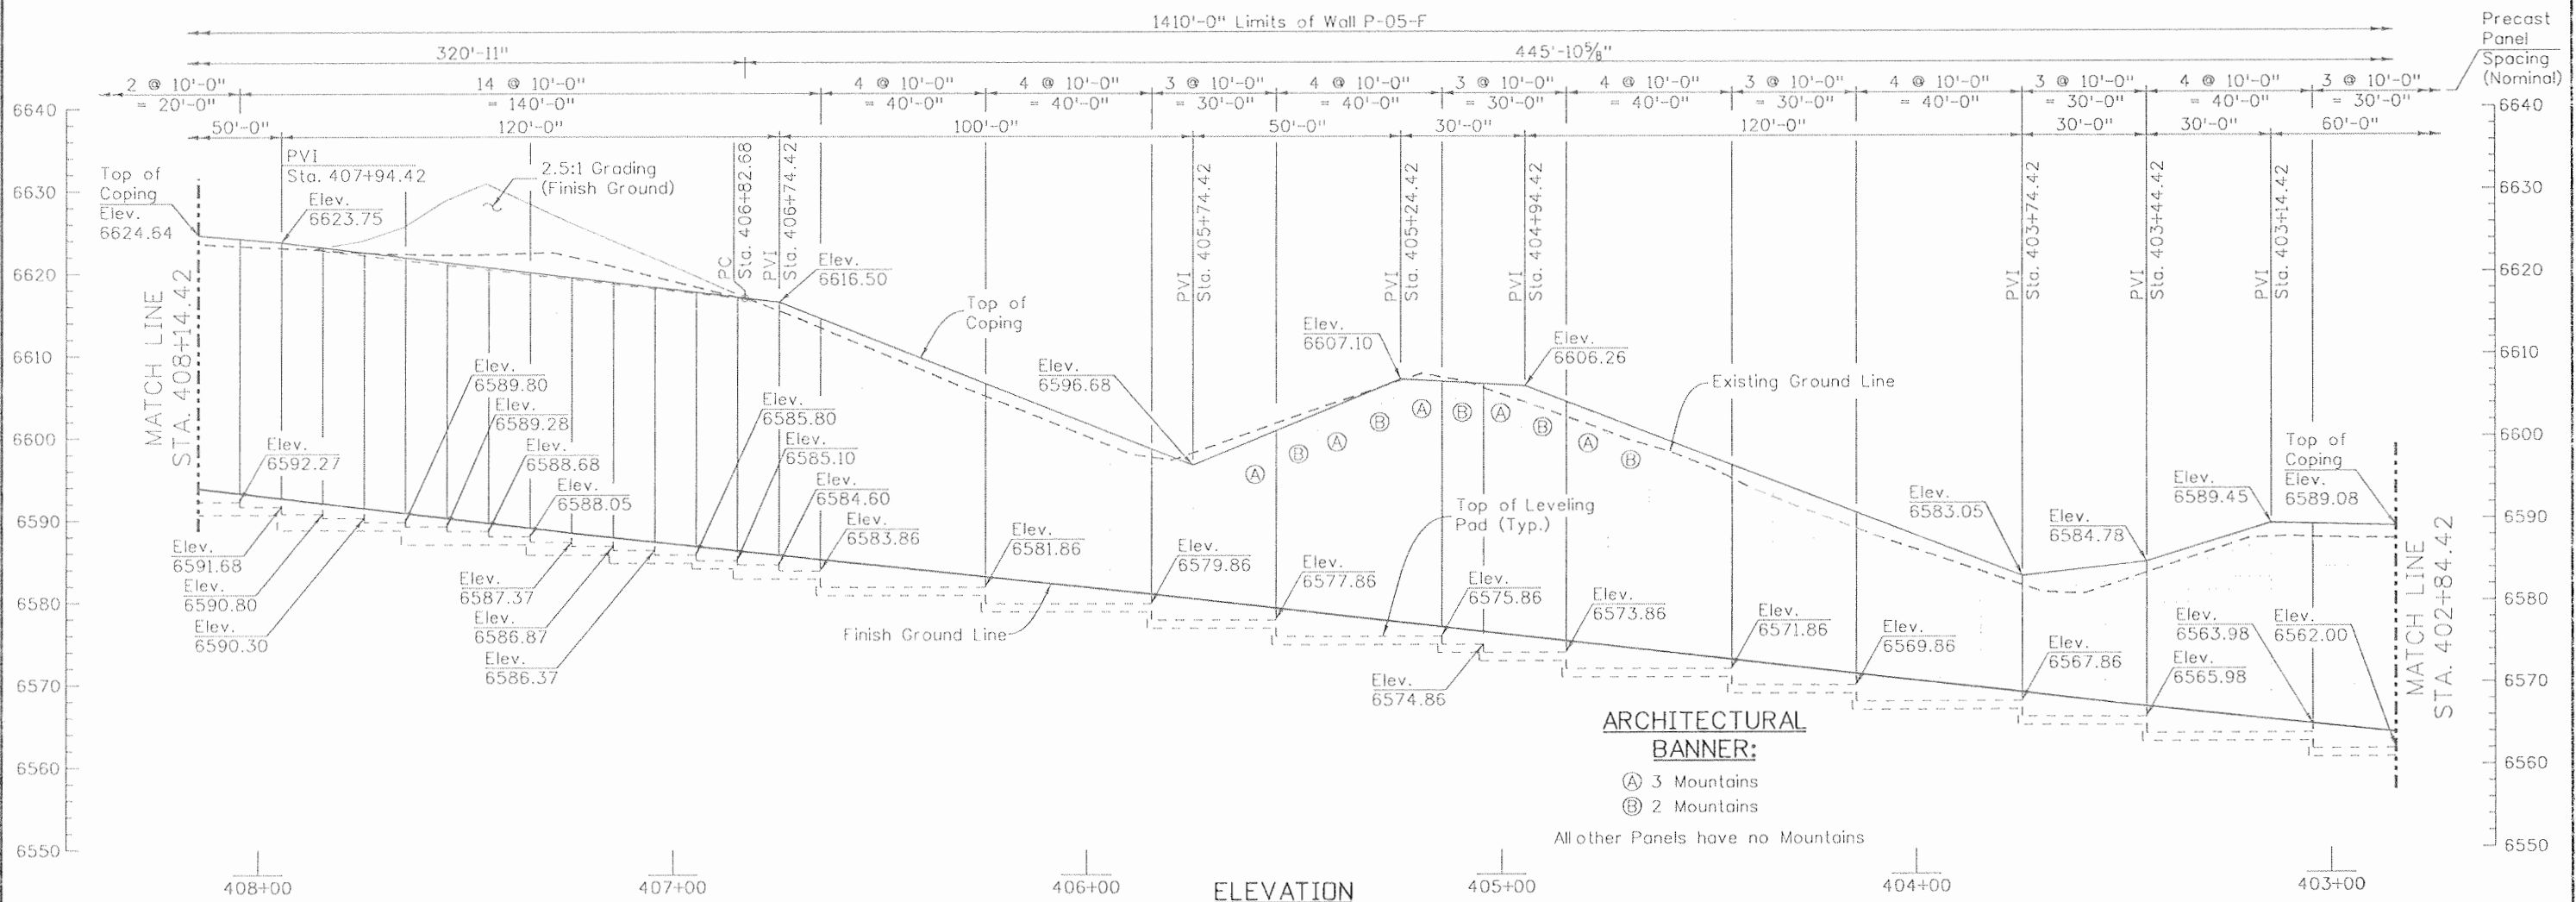 1410'-0" Limits of Wall P-05-F
Precast
Panel
Spacing
(Nominal)
320'-11"
445'-10⅝"
2 @ 10'-0"
= 20'-0"
14 @ 10'-0"
= 140'-0"
4 @ 10'-0"
= 40'-0"
4 @ 10'-0"
= 40'-0"
3 @ 10'-0"
= 30'-0"
4 @ 10'-0"
= 40'-0"
3 @ 10'-0"
= 30'-0"
4 @ 10'-0"
= 40'-0"
3 @ 10'-0"
= 30'-0"
4 @ 10'-0"
= 40'-0"
3 @ 10'-0"
= 30'-0"
4 @ 10'-0"
= 40'-0"
3 @ 10'-0"
= 30'-0"
50'-0"
120'-0"
100'-0"
50'-0"
30'-0"
120'-0"
30'-0"
30'-0"
60'-0"
6640
6630
6620
6610
6600
6590
6580
6570
6560
6550
Top of
Coping
Elev.
6624.64
PVI
Sta. 407+94.42
Elev.
6623.75
2.5:1 Grading
(Finish Ground)
PC
Sta. 406+82.68
PVI
Sta. 406+74.42
Elev.
6616.50
Top of
Coping
PVI
Sta. 405+74.42
PVI
Sta. 405+24.42
PVI
Sta. 404+94.42
PVI
Sta. 403+74.42
PVI
Sta. 403+44.42
PVI
Sta. 403+14.42
MATCH LINE
STA. 408+14.42
Elev.
6596.68
Elev.
6607.10
Elev.
6606.26
Existing Ground Line
Elev.
6583.05
Elev.
6584.78
Elev.
6589.45
Top of
Coping
Elev.
6589.08
A
B
A
B
A
B
A
B
A
B
Elev.
6592.27
Elev.
6591.68
Elev.
6590.80
Elev.
6590.30
Elev.
6589.80
Elev.
6589.28
Elev.
6588.68
Elev.
6588.05
Elev.
6587.37
Elev.
6586.87
Elev.
6586.37
Elev.
6585.80
Elev.
6585.10
Elev.
6584.60
Elev.
6583.86
Elev.
6581.86
Finish Ground Line
Elev.
6579.86
Elev.
6577.86
Top of Leveling
Pad (Typ.)
Elev.
6575.86
Elev.
6574.86
Elev.
6573.86
Elev.
6571.86
Elev.
6569.86
Elev.
6567.86
Elev.
6565.98
Elev.
6563.98
Elev.
6562.00
MATCH LINE
STA. 402+84.42
6640
6630
6620
6610
6600
6590
6580
6570
6560
6550
ARCHITECTURAL
BANNER:
A 3 Mountains
B 2 Mountains
All other Panels have no Mountains
408+00
407+00
406+00
405+00
404+00
403+00
ELEVATION